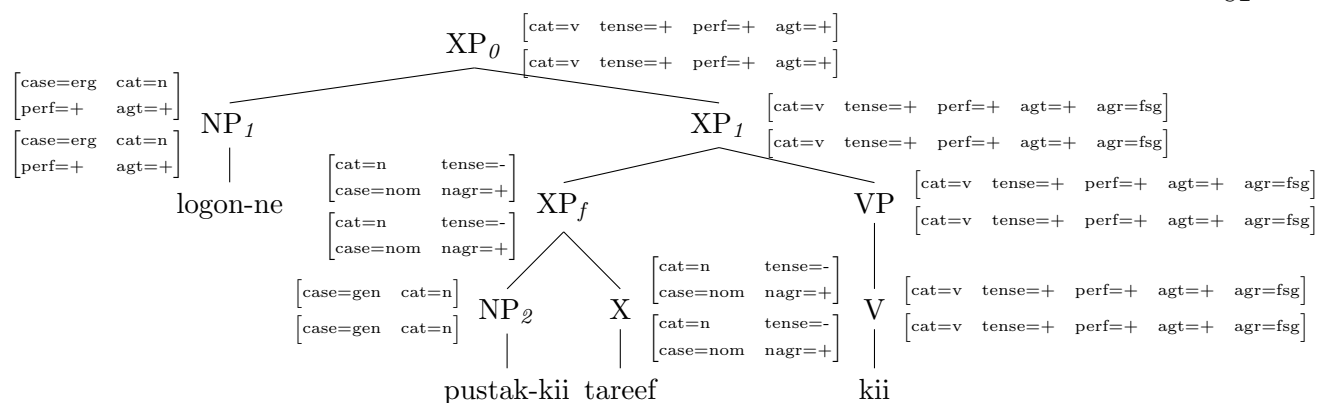 XP0 [cat=v tense=+ perf=+ agt=+]
[cat=v tense=+ perf=+ agt=+]
[case=erg cat=n
perf=+ agt=+]
[case=erg cat=n
perf=+ agt=+]
NP1
XP1 [cat=v tense=+ perf=+ agt=+ agr=fsg]
[cat=v tense=+ perf=+ agt=+ agr=fsg]
logon-ne
[cat=n tense=-
case=nom nagr=+]
[cat=n tense=-
case=nom nagr=+]
XPf
VP [cat=v tense=+ perf=+ agt=+ agr=fsg]
[cat=v tense=+ perf=+ agt=+ agr=fsg]
[case=gen cat=n]
[case=gen cat=n]
NP2
X [cat=n tense=-
case=nom nagr=+]
[cat=n tense=-
case=nom nagr=+]
V [cat=v tense=+ perf=+ agt=+ agr=fsg]
[cat=v tense=+ perf=+ agt=+ agr=fsg]
pustak-kii tareef kii